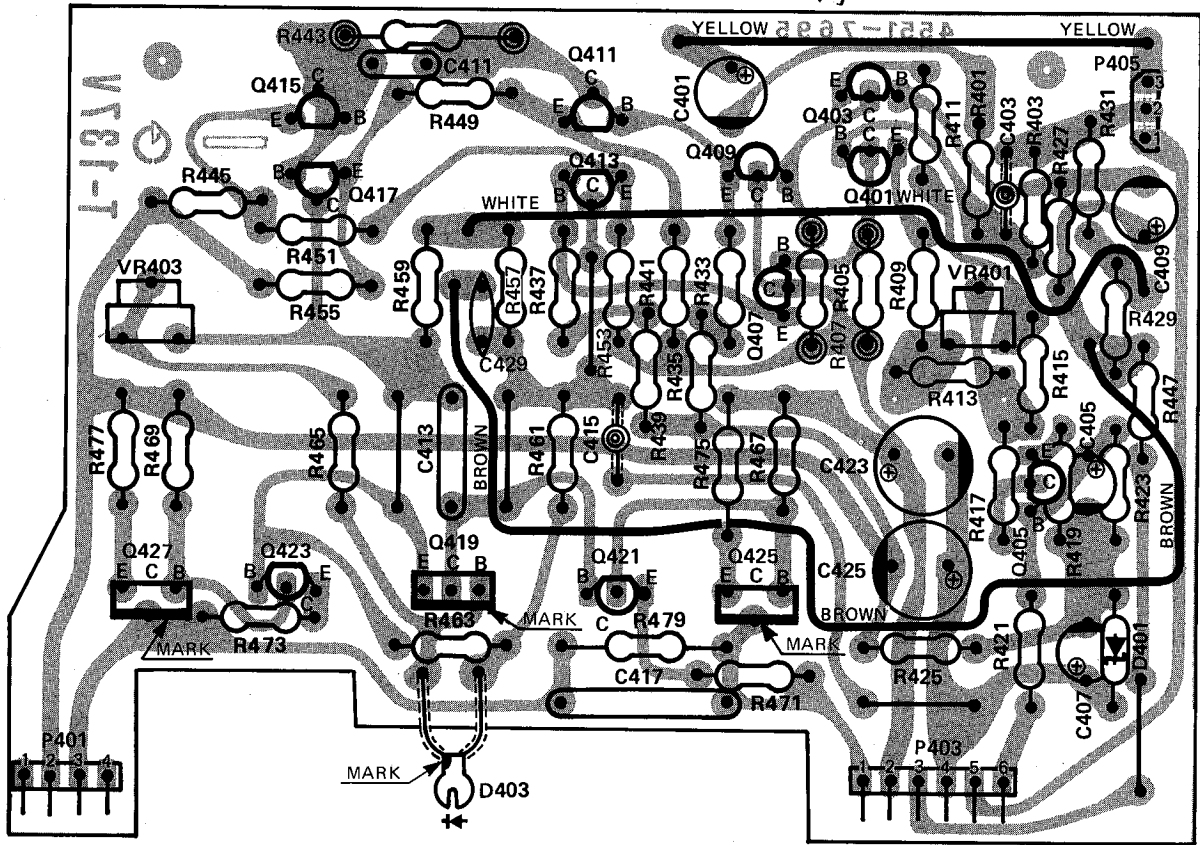 4551-7695
YELLOW
YELLOW
R443
C411
Q411
P405
Q415
C
C
C401
E
B
3
E
B
R449
E
B
Q403
C
R411
R401
C403
R403
R427
R431
2
1
V761-T
Q409
C
B
E
R445
B
E
Q417
C
Q413
B
C
E
B
C
E
Q401
WHITE
WHITE
C409
R451
VR403
R459
R457
R437
R441
R433
B
C
E
R405
R409
VR401
R455
R453
Q407
R407
R429
C429
R435
R413
R415
R447
R477
R469
R465
C413
BROWN
R461
C415
R439
R475
R467
C423
R417
E
C
B
C405
R423
BROWN
Q427
E
C
B
Q423
B
E
C
Q419
E
C
B
Q421
B
E
C
Q425
E
C
B
C425
Q405
R419
MARK
R473
R463
MARK
R479
MARK
BROWN
R421
D401
C417
R471
R425
C407
P401
1
2
3
4
MARK
D403
P403
1
2
3
4
5
6